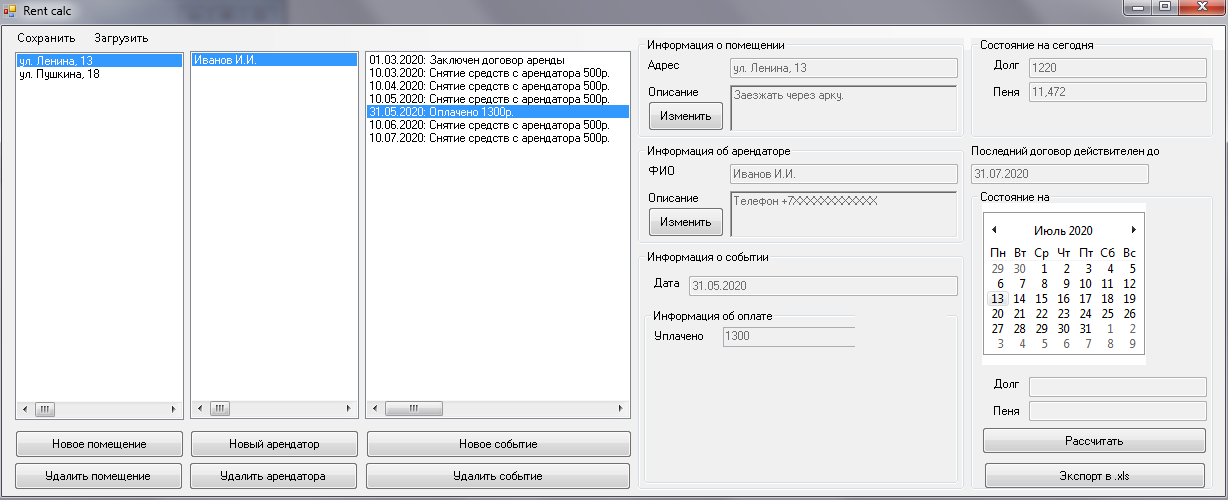 Rent calc
Сохранить Загрузить
ул. Ленина, 13
ул. Пушкина, 18
Иванов И.И.
01.03.2020: Заключен договор аренды
10.03.2020: Снятие средств с арендатора 500р.
10.04.2020: Снятие средств с арендатора 500р.
10.05.2020: Снятие средств с арендатора 500р.
31.05.2020: Оплачено 1300р.
10.06.2020: Снятие средств с арендатора 500р.
10.07.2020: Снятие средств с арендатора 500р.
Новое помещение
Новый арендатор
Новое событие
Удалить помещение
Удалить арендатора
Удалить событие
Информация о помещении
Адрес ул. Ленина, 13
Описание Заезжать через арку.
Изменить
Информация об арендаторе
ФИО Иванов И.И.
Описание Телефон +7XXXXXXXXXXXX
Изменить
Информация о событии
Дата 31.05.2020
Информация об оплате
Уплачено 1300
Состояние на сегодня
Долг 1220
Пеня 11,472
Последний договор действителен до
31.07.2020
Состояние на
Июль 2020
Пн Вт Ср Чт Пт Сб Вс
29 30 1 2 3 4 5
6 7 8 9 10 11 12
13 14 15 16 17 18 19
20 21 22 23 24 25 26
27 28 29 30 31 1 2
3 4 5 6 7 8 9
Долг
Пеня
Рассчитать
Экспорт в .xls